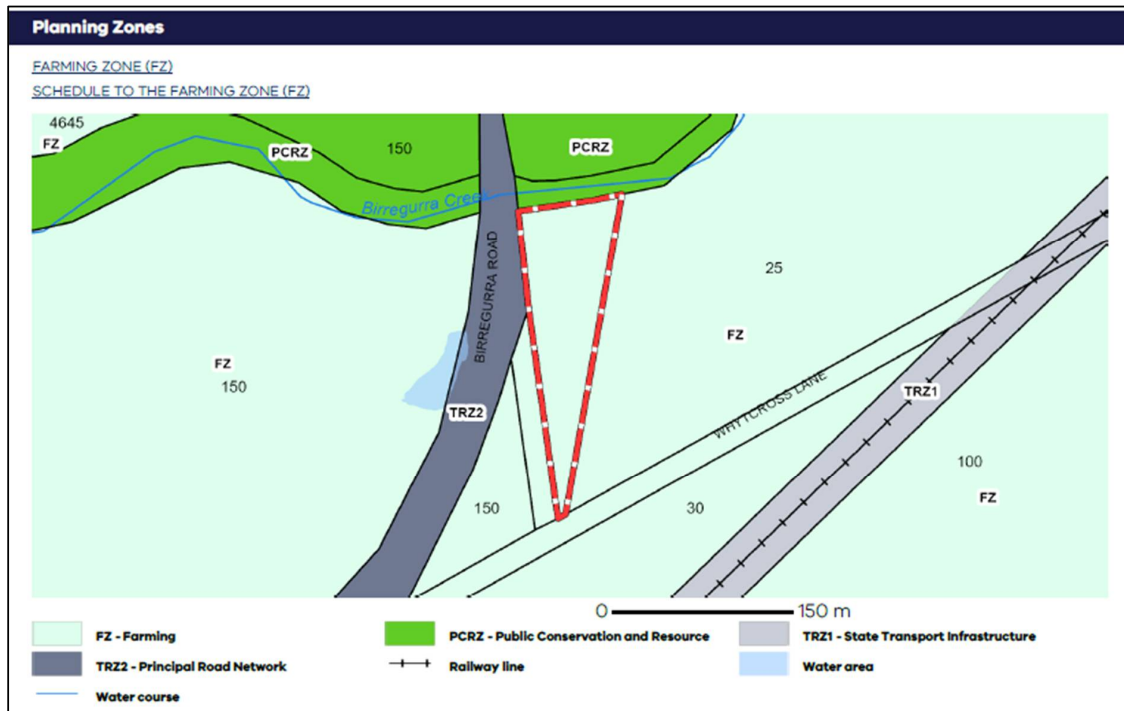 Planning Zones
FARMING ZONE (FZ)
SCHEDULE TO THE FARMING ZONE (FZ)
4645
FZ
PCRZ
150
PCRZ
Birregurra Creek
BIRREGURRA ROAD
25
FZ
FZ
150
TRZ2
WHYTCROSS LANE
TRZ1
100
FZ
150
30
0 150 m
FZ - Farming
PCRZ - Public Conservation and Resource
TRZ1 - State Transport Infrastructure
TRZ2 - Principal Road Network
Railway line
Water area
Water course